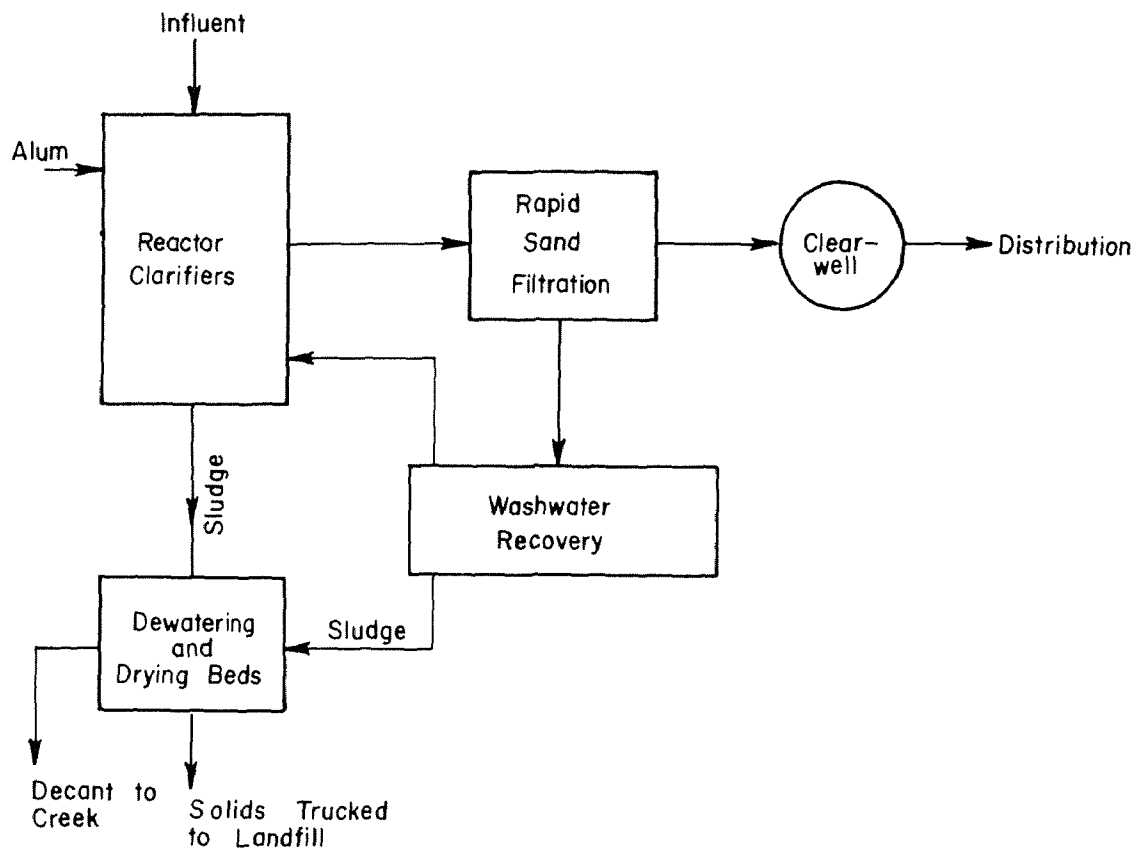 Influent
Alum
Reactor
Clarifiers
Rapid
Sand
Filtration
Clear-
well
Distribution
Sludge
Washwater
Recovery
Dewatering
and
Drying Beds
Sludge
Decant to
Creek
Solids Trucked
to Landfill